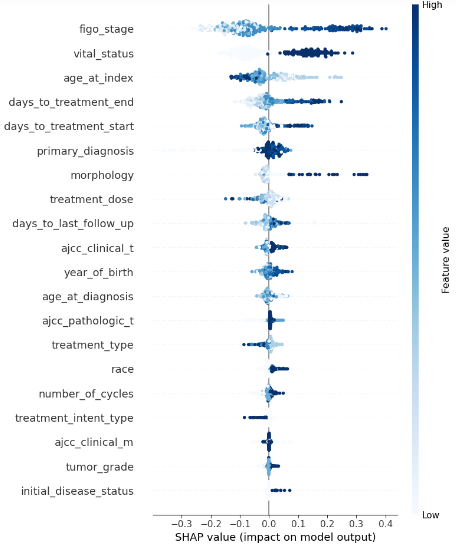 High
figo_stage
vital_status
age_at_index
days_to_treatment_end
days_to_treatment_start
primary_diagnosis
morphology
treatment_dose
days_to_last_follow_up
ajcc_clinical_t
year_of_birth
age_at_diagnosis
ajcc_pathologic_t
treatment_type
race
number_of_cycles
treatment_intent_type
ajcc_clinical_m
tumor_grade
initial_disease_status
Feature value
Low
−0.3 −0.2 −0.1 0.0 0.1 0.2 0.3 0.4
SHAP value (impact on model output)